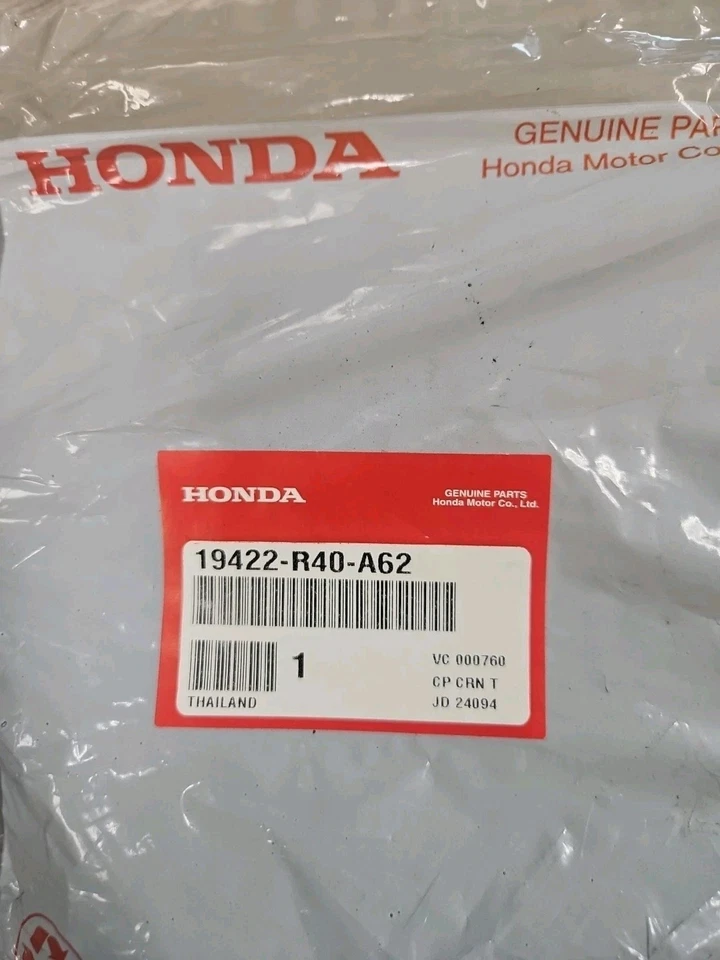 HONDA
GENUINE PAR
Honda Motor Co
HONDA
GENUINE PARTS
Honda Motor Co., Ltd.
19422-R40-A62
1
VC 000760
CP CRN T
THAILAND
JD 24094